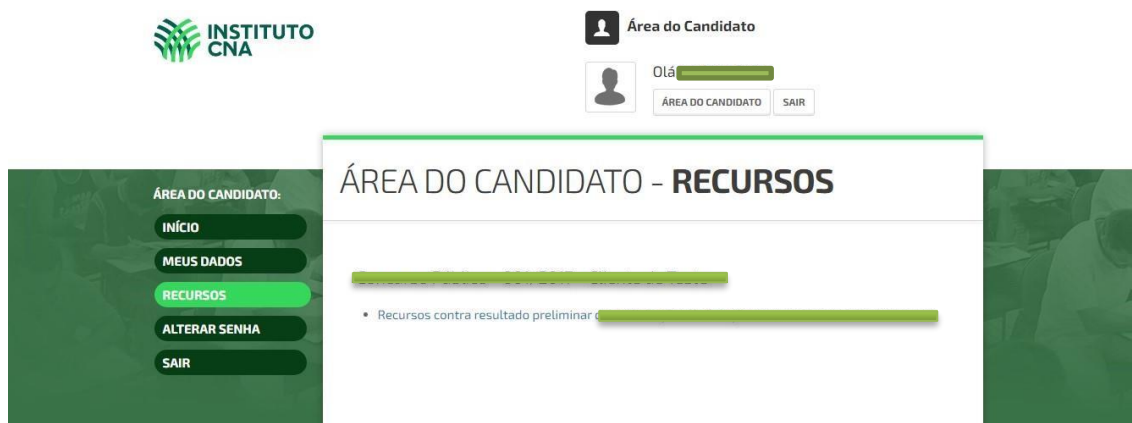 INSTITUTO
CNA
Área do Candidato
Olá
ÁREA DO CANDIDATO
SAIR
ÁREA DO CANDIDATO - RECURSOS
ÁREA DO CANDIDATO:
INÍCIO
MEUS DADOS
RECURSOS
ALTERAR SENHA
SAIR
Recursos contra resultado preliminar